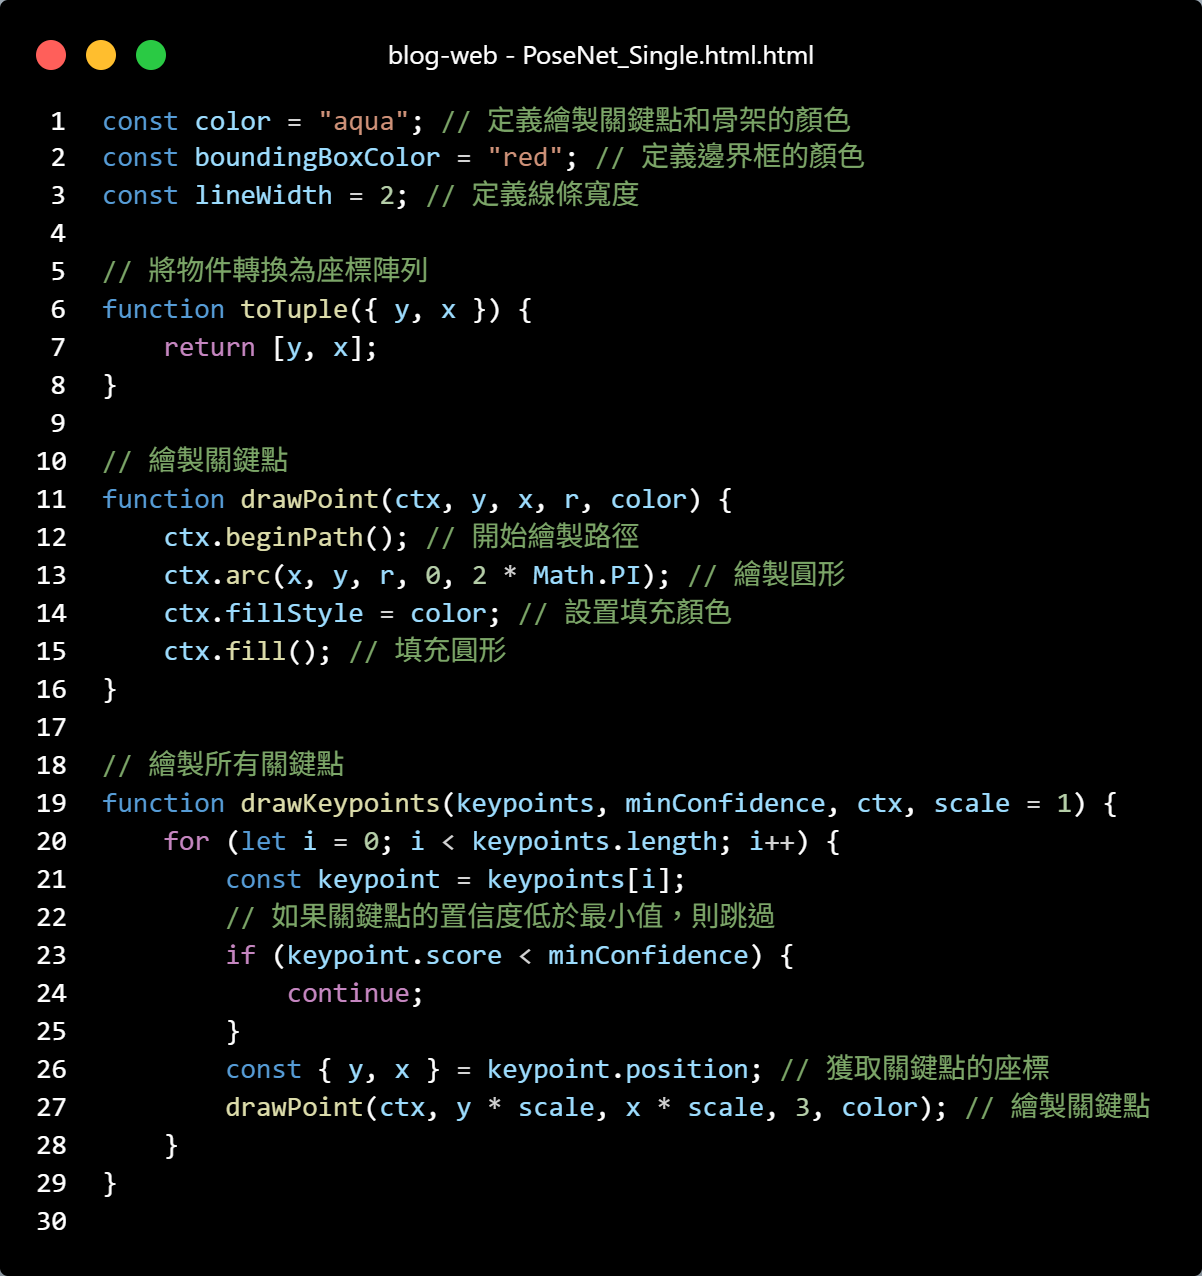 blog-web - PoseNet_Single.html.html
1 const color = "aqua"; // 定義繪製關鍵點和骨架的顏色
2 const boundingBoxColor = "red"; // 定義邊界框的顏色
3 const lineWidth = 2; // 定義線條寬度
4
5 // 將物件轉換為座標陣列
6 function toTuple({ y, x }) {
7     return [y, x];
8 }
9
10 // 繪製關鍵點
11 function drawPoint(ctx, y, x, r, color) {
12     ctx.beginPath(); // 開始繪製路徑
13     ctx.arc(x, y, r, 0, 2 * Math.PI); // 繪製圓形
14     ctx.fillStyle = color; // 設置填充顏色
15     ctx.fill(); // 填充圓形
16 }
17
18 // 繪製所有關鍵點
19 function drawKeypoints(keypoints, minConfidence, ctx, scale = 1) {
20     for (let i = 0; i < keypoints.length; i++) {
21         const keypoint = keypoints[i];
22         // 如果關鍵點的置信度低於最小值，則跳過
23         if (keypoint.score < minConfidence) {
24             continue;
25         }
26         const { y, x } = keypoint.position; // 獲取關鍵點的座標
27         drawPoint(ctx, y * scale, x * scale, 3, color); // 繪製關鍵點
28     }
29 }
30